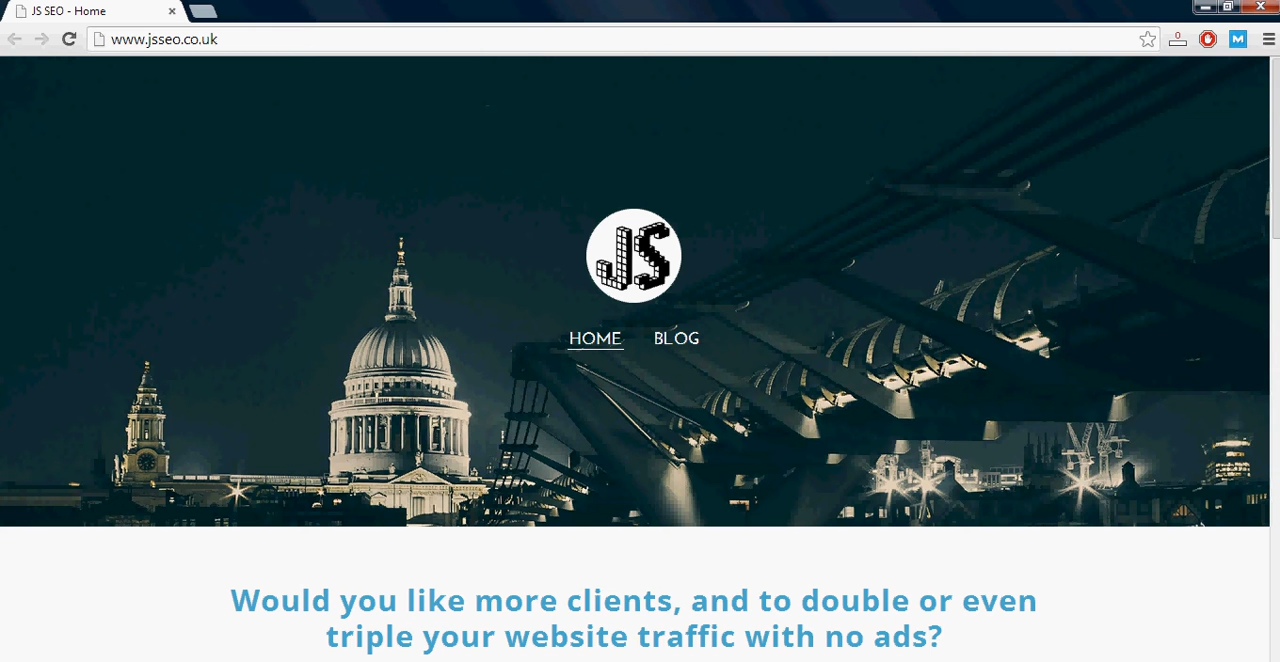 JS SEO - Home
www.jsseo.co.uk
0
M
JS
HOME BLOG
Would you like more clients, and to double or even
triple your website traffic with no ads?